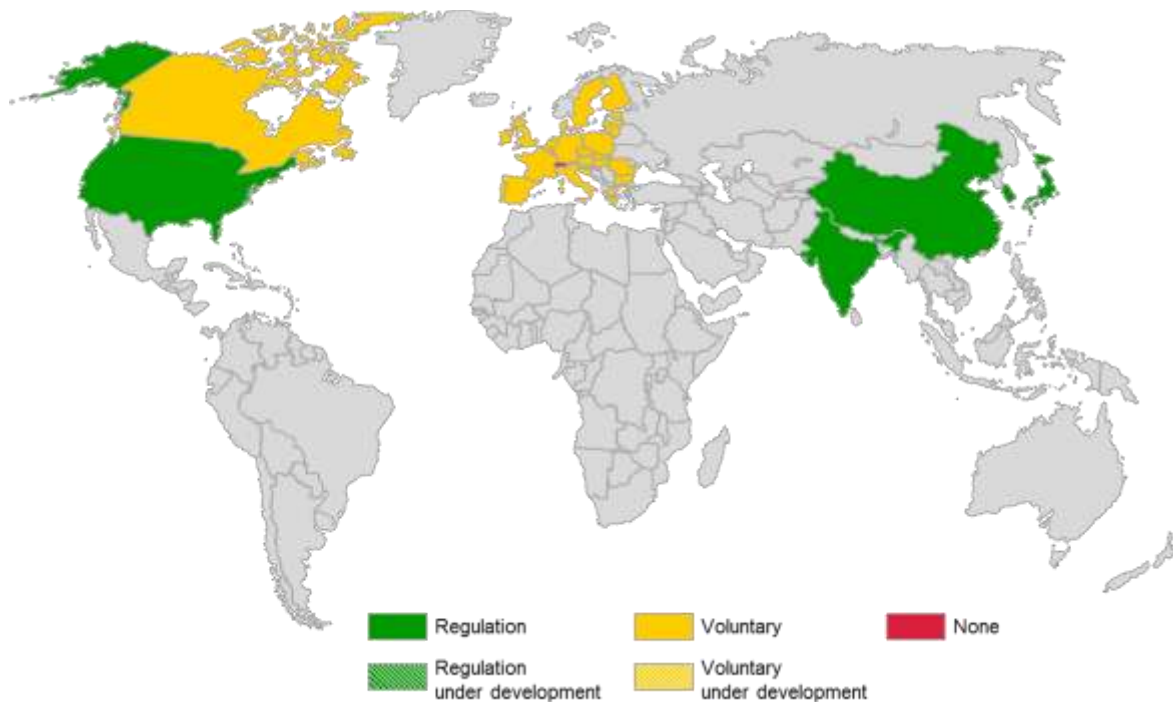 Regulation
Voluntary
None
Regulation
under development
Voluntary
under development